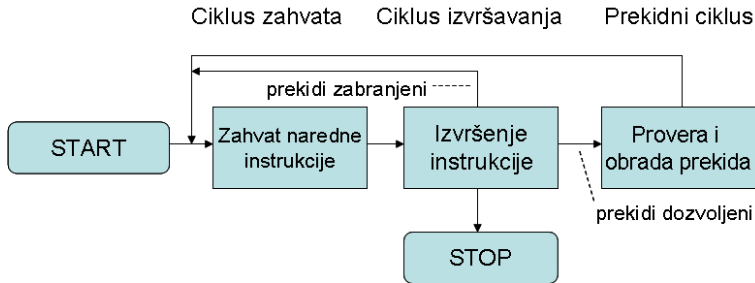 Ciklus zahvata
Ciklus izvršavanja
Prekidni ciklus
prekidi zabranjeni
START
Zahvat naredne
instrukcije
Izvršenje
instrukcije
Provera i
obrada prekida
prekidi dozvoljeni
STOP